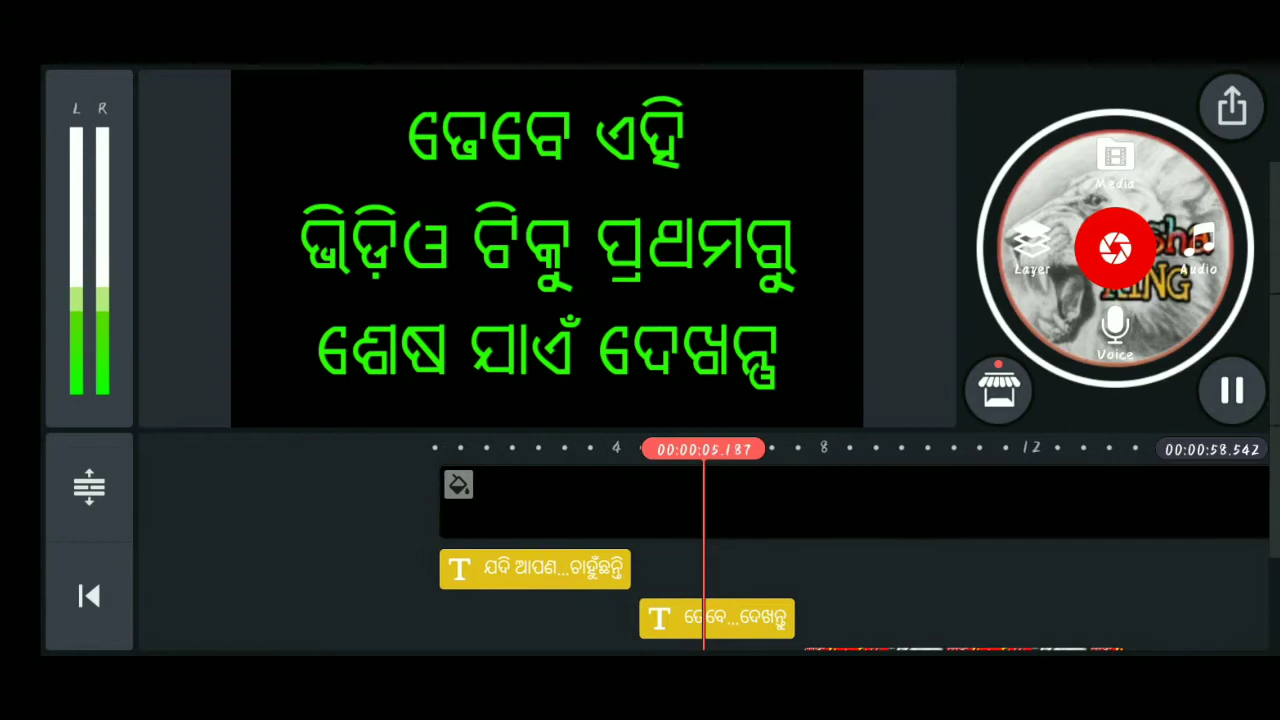 L R
ତେବେ ଏହି
ଭିଡ଼ିଓ ଟିକୁ ପ୍ରଥମରୁ
ଶେଷ ଯାଏଁ ଦେଖନ୍ତୁ
Media
Layer
Audio
KING
Voice
4
00:00:05.187
8
12
00:00:58.542
T ଯଦି ଆପଣ...ଚାହୁଁଛନ୍ତି
T ତେବେ...ଦେଖନ୍ତୁ